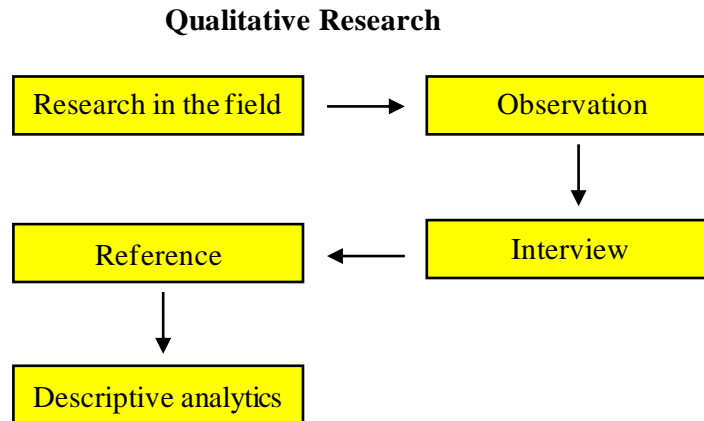 Qualitative Research
Research in the field
Observation
Interview
Reference
Descriptive analytics